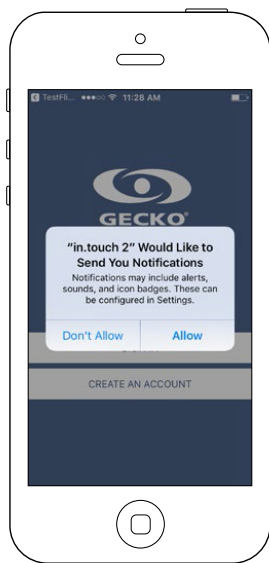 TestFli... 11:28 AM
GECKO®
“in.touch 2” Would Like to
Send You Notifications
Notifications may include alerts,
sounds, and icon badges. These can
be configured in Settings.
Don't Allow Allow
CREATE AN ACCOUNT